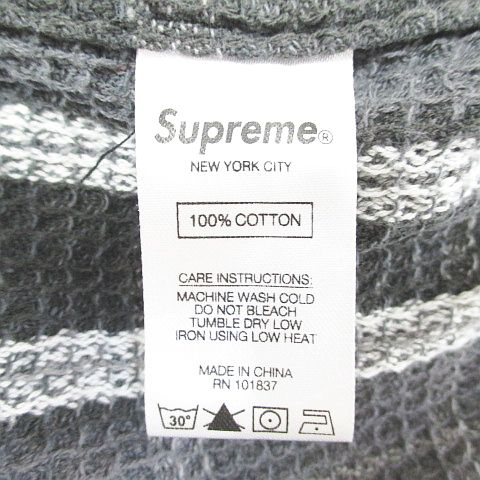 Supreme®
NEW YORK CITY
100% COTTON
CARE INSTRUCTIONS:
MACHINE WASH COLD
DO NOT BLEACH
TUMBLE DRY LOW
IRON USING LOW HEAT
MADE IN CHINA
RN 101837
30°